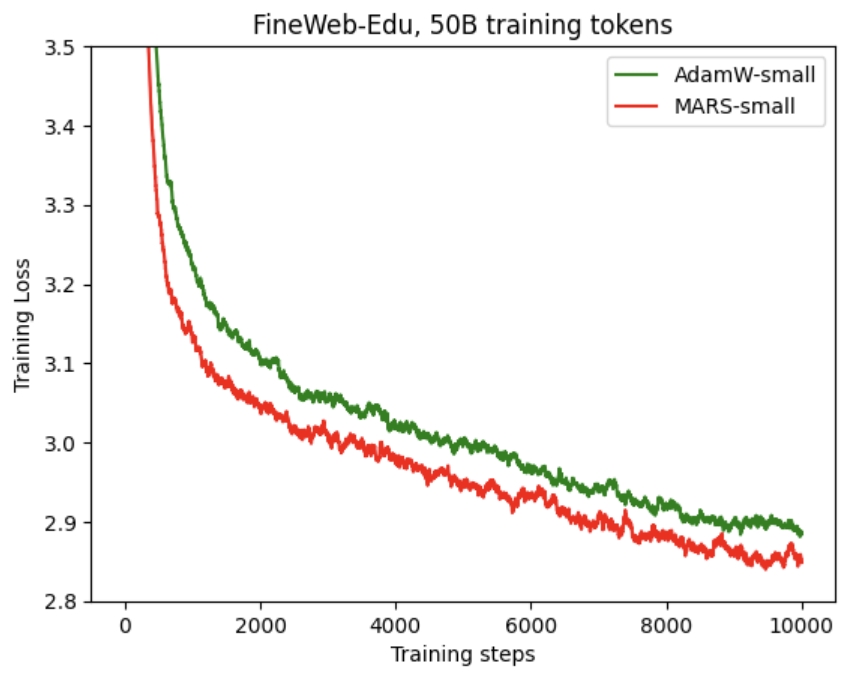 FineWeb-Edu, 50B training tokens
AdamW-small
MARS-small
Training Loss
3.5
3.4
3.3
3.2
3.1
3.0
2.9
2.8
0 2000 4000 6000 8000 10000
Training steps